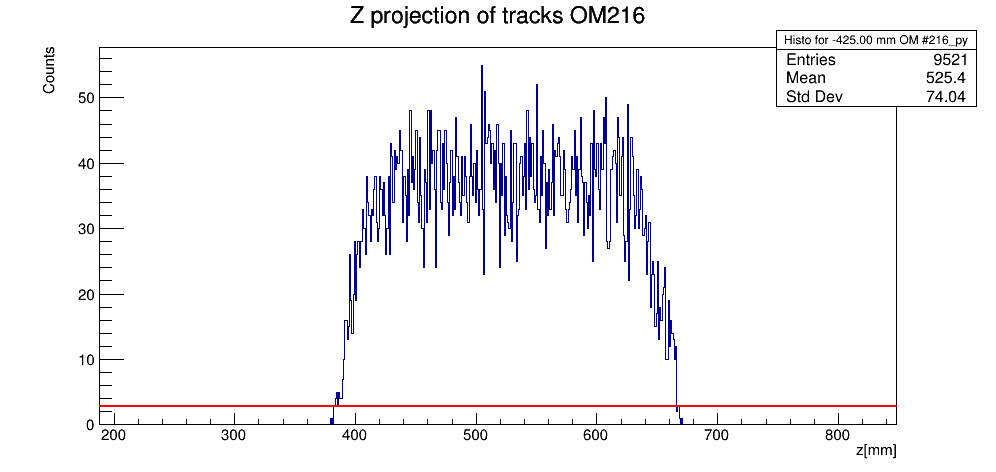 Z projection of tracks OM216
Histo for -425.00 mm OM #216_py
Entries 9521
Mean 525.4
Std Dev 74.04
Counts
50
40
30
20
10
0
200 300 400 500 600 700 800
z[mm]